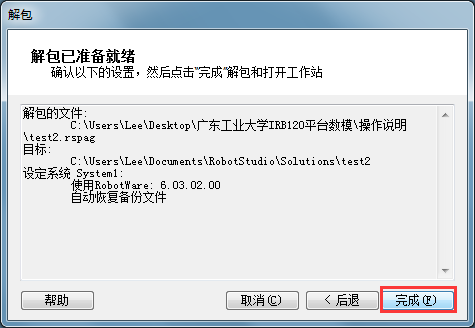 解包
解包已准备就绪
确认以下的设置，然后点击"完成"解包和打开工作站
解包的文件:
C:\Users\Lee\Desktop\广东工业大学IRB120平台数模\操作说明
\test2.rspag
目标:
C:\Users\Lee\Documents\RobotStudio\Solutions\test2
设定系统 System1:
使用RobotWare: 6.03.02.00
自动恢复备份文件
帮助
取消(C)
< 后退
完成(F)